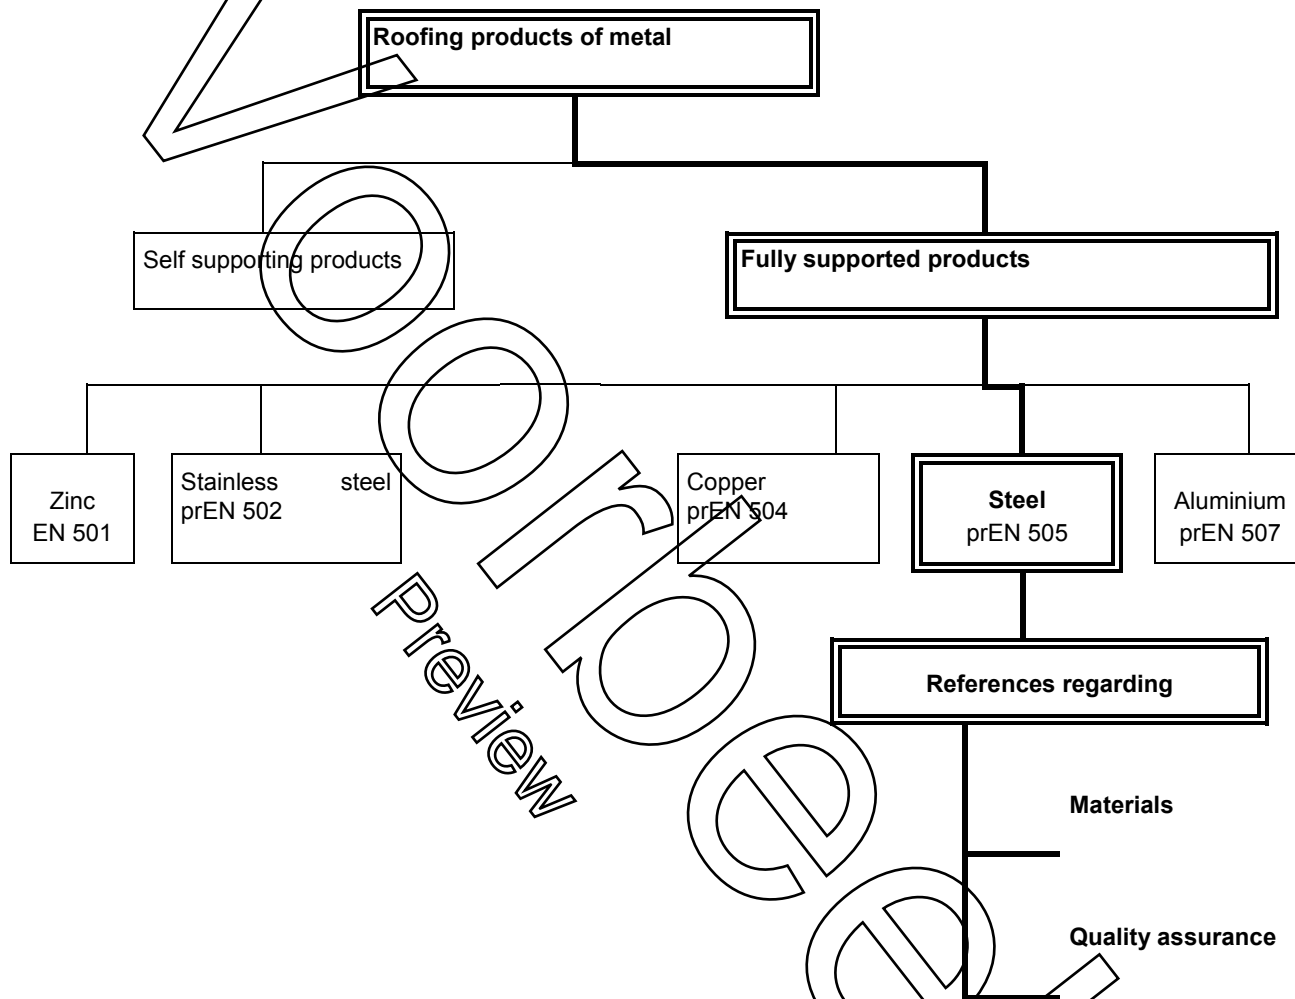 Roofing products of metal
Self supporting products
Fully supported products
Zinc
EN 501
Stainless steel
prEN 502
Copper
prEN 504
Steel
prEN 505
Aluminium
prEN 507
References regarding
Materials
Quality assurance
Preview